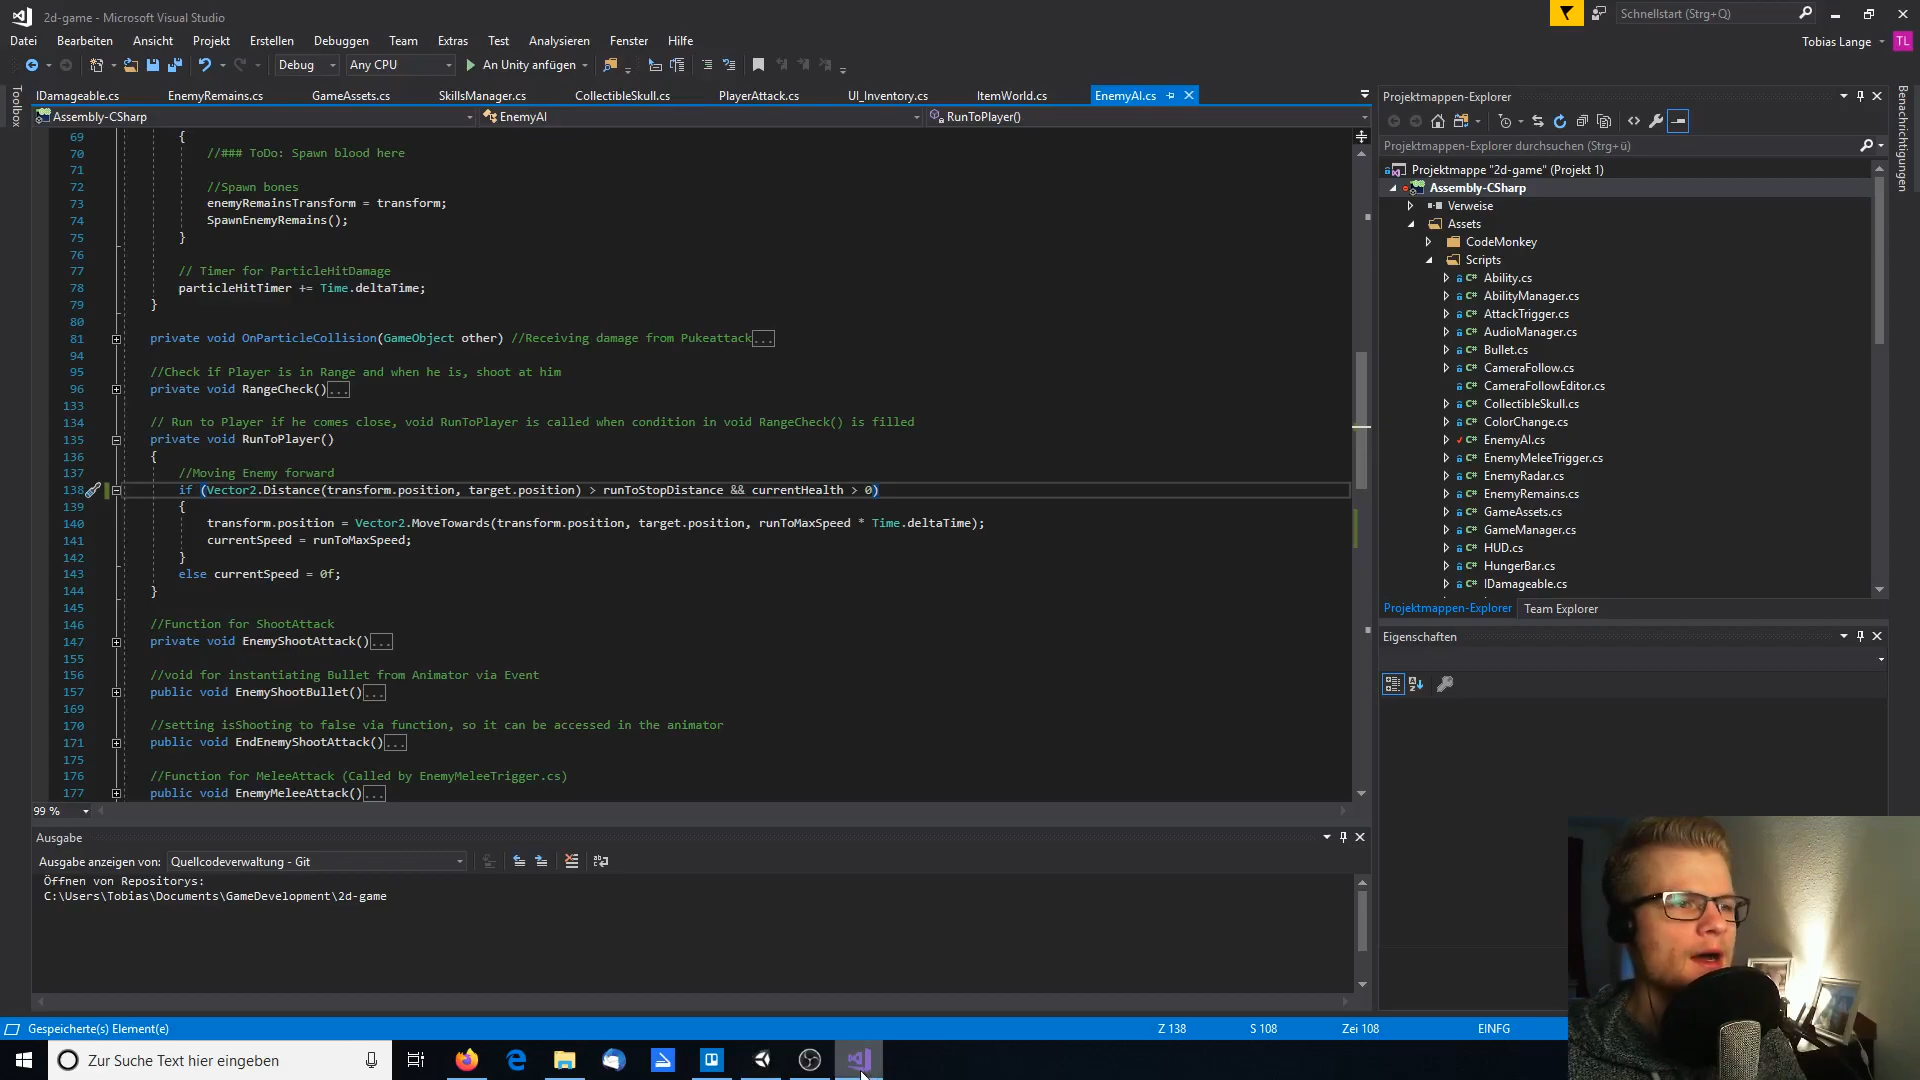 2d-game - Microsoft Visual Studio
Schnellstart (Strg+Q)
Datei Bearbeiten Ansicht Projekt Erstellen Debuggen Team Extras Test Analysieren Fenster Hilfe
Tobias Lange TL
Debug Any CPU An Unity anfügen
Toolbox
IDamageable.cs EnemyRemains.cs GameAssets.cs SkillsManager.cs CollectibleSkull.cs PlayerAttack.cs UI_Inventory.cs ItemWorld.cs EnemyAI.cs
Assembly-CSharp EnemyAI RunToPlayer()
69 {
70 //### ToDo: Spawn blood here
71
72 //Spawn bones
73 enemyRemainsTransform = transform;
74 SpawnEnemyRemains();
75 }
76
77 // Timer for ParticleHitDamage
78 particleHitTimer += Time.deltaTime;
79 }
80
81 private void OnParticleCollision(GameObject other) //Receiving damage from Pukeattack...
94
95 //Check if Player is in Range and when he is, shoot at him
96 private void RangeCheck()...
133
134 // Run to Player if he comes close, void RunToPlayer is called when condition in void RangeCheck() is filled
135 private void RunToPlayer()
136 {
137 //Moving Enemy forward
138 if (Vector2.Distance(transform.position, target.position) > runToStopDistance && currentHealth > 0)
139 {
140 transform.position = Vector2.MoveTowards(transform.position, target.position, runToMaxSpeed * Time.deltaTime);
141 currentSpeed = runToMaxSpeed;
142 }
143 else currentSpeed = 0f;
144 }
145
146 //Function for ShootAttack
147 private void EnemyShootAttack()...
155
156 //void for instantiating Bullet from Animator via Event
157 public void EnemyShootBullet()...
169
170 //setting isShooting to false via function, so it can be accessed in the animator
171 public void EndEnemyShootAttack()...
175
176 //Function for MeleeAttack (Called by EnemyMeleeTrigger.cs)
177 public void EnemyMeleeAttack()...
99 %
Ausgabe
Ausgabe anzeigen von: Quellcodeverwaltung - Git
Öffnen von Repositorys:
C:\Users\Tobias\Documents\GameDevelopment\2d-game
Projektmappen-Explorer
Projektmappen-Explorer durchsuchen (Strg+ü)
Projektmappe "2d-game" (Projekt 1)
Assembly-CSharp
Verweise
Assets
CodeMonkey
Scripts
C# Ability.cs
C# AbilityManager.cs
C# AttackTrigger.cs
C# AudioManager.cs
C# Bullet.cs
C# CameraFollow.cs
C# CameraFollowEditor.cs
C# CollectibleSkull.cs
C# ColorChange.cs
C# EnemyAI.cs
C# EnemyMeleeTrigger.cs
C# EnemyRadar.cs
C# EnemyRemains.cs
C# GameAssets.cs
C# GameManager.cs
C# HUD.cs
C# HungerBar.cs
C# IDamageable.cs
Projektmappen-Explorer Team Explorer
Eigenschaften
Benachrichtigungen
Gespeicherte(s) Element(e) Z 138 S 108 Zei 108 EINFG
Zur Suche Text hier eingeben